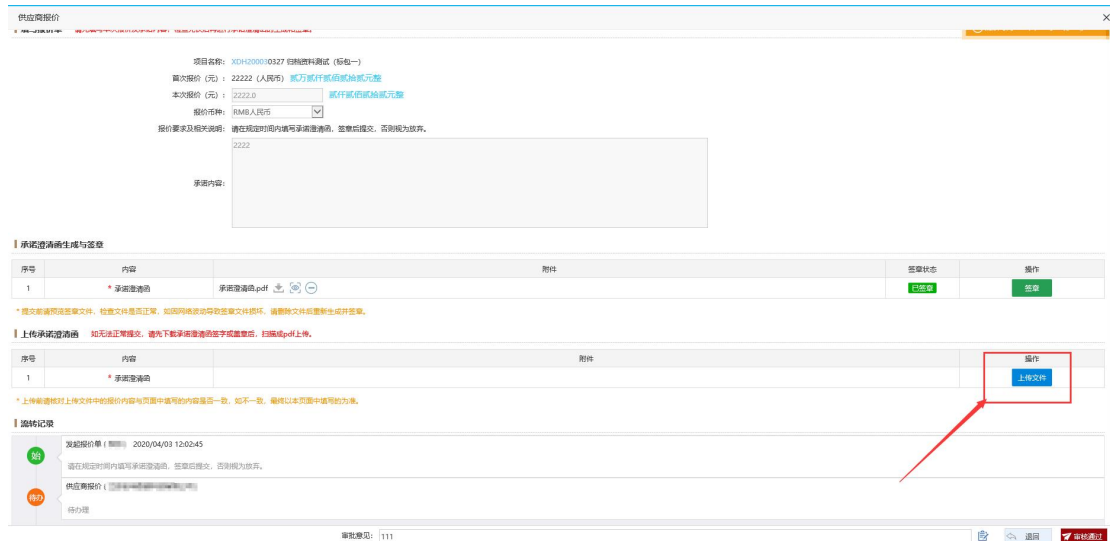 供应商报价
项目名称： XDH200030327 归档资料测试（标包一）
首次报价（元）： 22222（人民币） 贰万贰仟贰佰贰拾贰元整
本次报价（元）： 2222.0 贰仟贰佰贰拾贰元整
报价币种： RMB人民币
报价要求及相关说明： 请在规定时间内填写承诺澄清函，签章后提交，否则视为放弃。
承诺内容： 2222
承诺澄清函生成与签章
序号 内容 附件 签章状态 操作
1 * 承诺澄清函 承诺澄清函.pdf 已签章 签章
* 提交前请预览签章文件，检查文件是否正常，如因网络波动导致签章文件损坏，请删除文件后重新生成并签章。
上传承诺澄清函 如无法正常提交，请先下载承诺澄清函签字或盖章后，扫描成pdf上传。
序号 内容 附件 操作
1 * 承诺澄清函 上传文件
* 上传前请核对上传文件中的报价内容与页面中填写的内容是否一致，如不一致，最终以本页面中填写的为准。
流转记录
始 发起报价单 ( ) 2020/04/03 12:02:45
请在规定时间内填写承诺澄清函，签章后提交，否则视为放弃。
待办 供应商报价 ( )
待办理
审批意见： 111 退回 审核通过